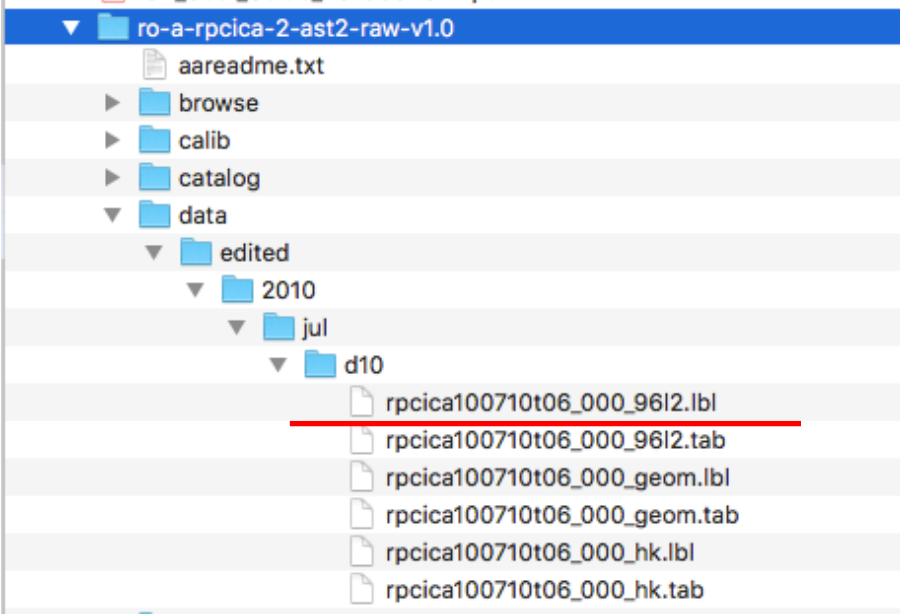 ro-a-rpcica-2-ast2-raw-v1.0
aareadme.txt
browse
calib
catalog
data
edited
2010
jul
d10
rpcica100710t06_000_96l2.lbl
rpcica100710t06_000_96l2.tab
rpcica100710t06_000_geom.lbl
rpcica100710t06_000_geom.tab
rpcica100710t06_000_hk.lbl
rpcica100710t06_000_hk.tab